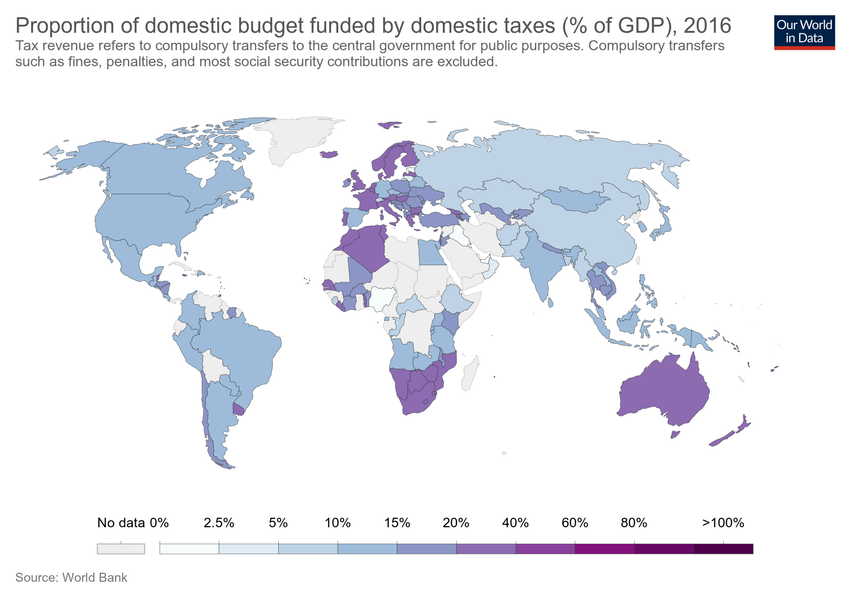 Proportion of domestic budget funded by domestic taxes (% of GDP), 2016
Our World
in Data
Tax revenue refers to compulsory transfers to the central government for public purposes. Compulsory transfers
such as fines, penalties, and most social security contributions are excluded.
No data 0% 2.5% 5% 10% 15% 20% 40% 60% 80% >100%
Source: World Bank